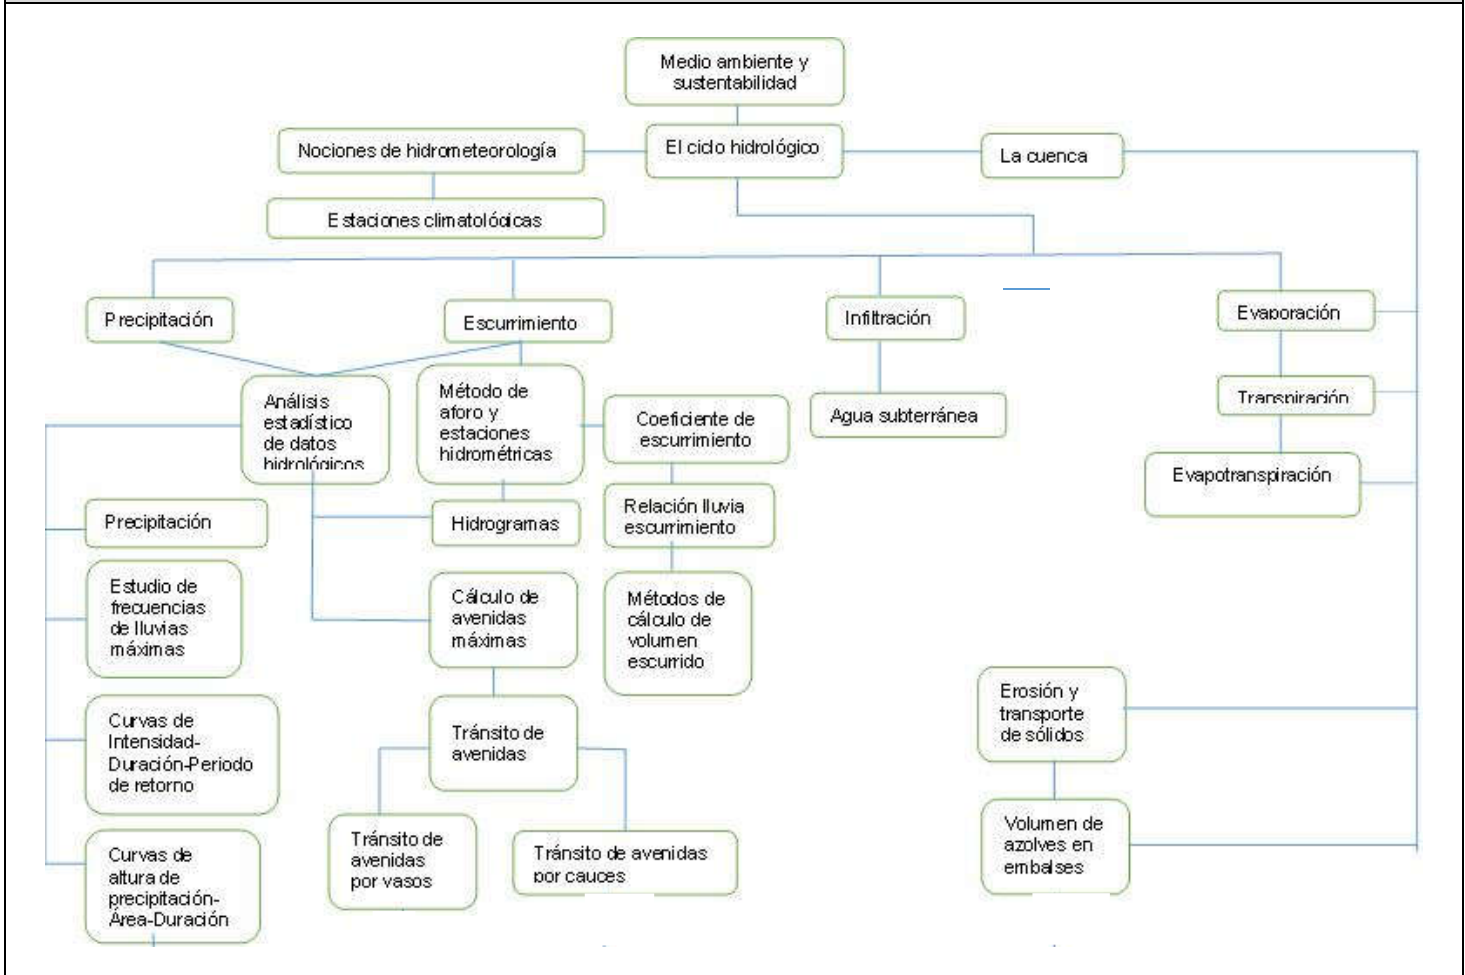 Medio ambiente y
sustentabilidad
Nociones de hidrometeorología
El ciclo hidrológico
La cuenca
Estaciones climatológicas
Precipitación
Escurrimiento
Infiltración
Evaporación
Análisis
estadístico
de datos
hidrológicos
Método de
aforo y
estaciones
hidrométricas
Coeficiente de
escurrimiento
Agua subterránea
Transpiración
Evapotranspiración
Precipitación
Hidrogramas
Relación lluvia
escurrimiento
Estudio de
frecuencias
de lluvias
máximas
Cálculo de
avenidas
máximas
Métodos de
cálculo de
volumen
escurrido
Curvas de
Intensidad-
Duración-Periodo
de retorno
Tránsito de
avenidas
Erosión y
transporte
de sólidos
Curvas de
altura de
precipitación-
Área-Duración
Tránsito de
avenidas
por vasos
Tránsito de avenidas
por cauces
Volumen de
azolves en
embalses